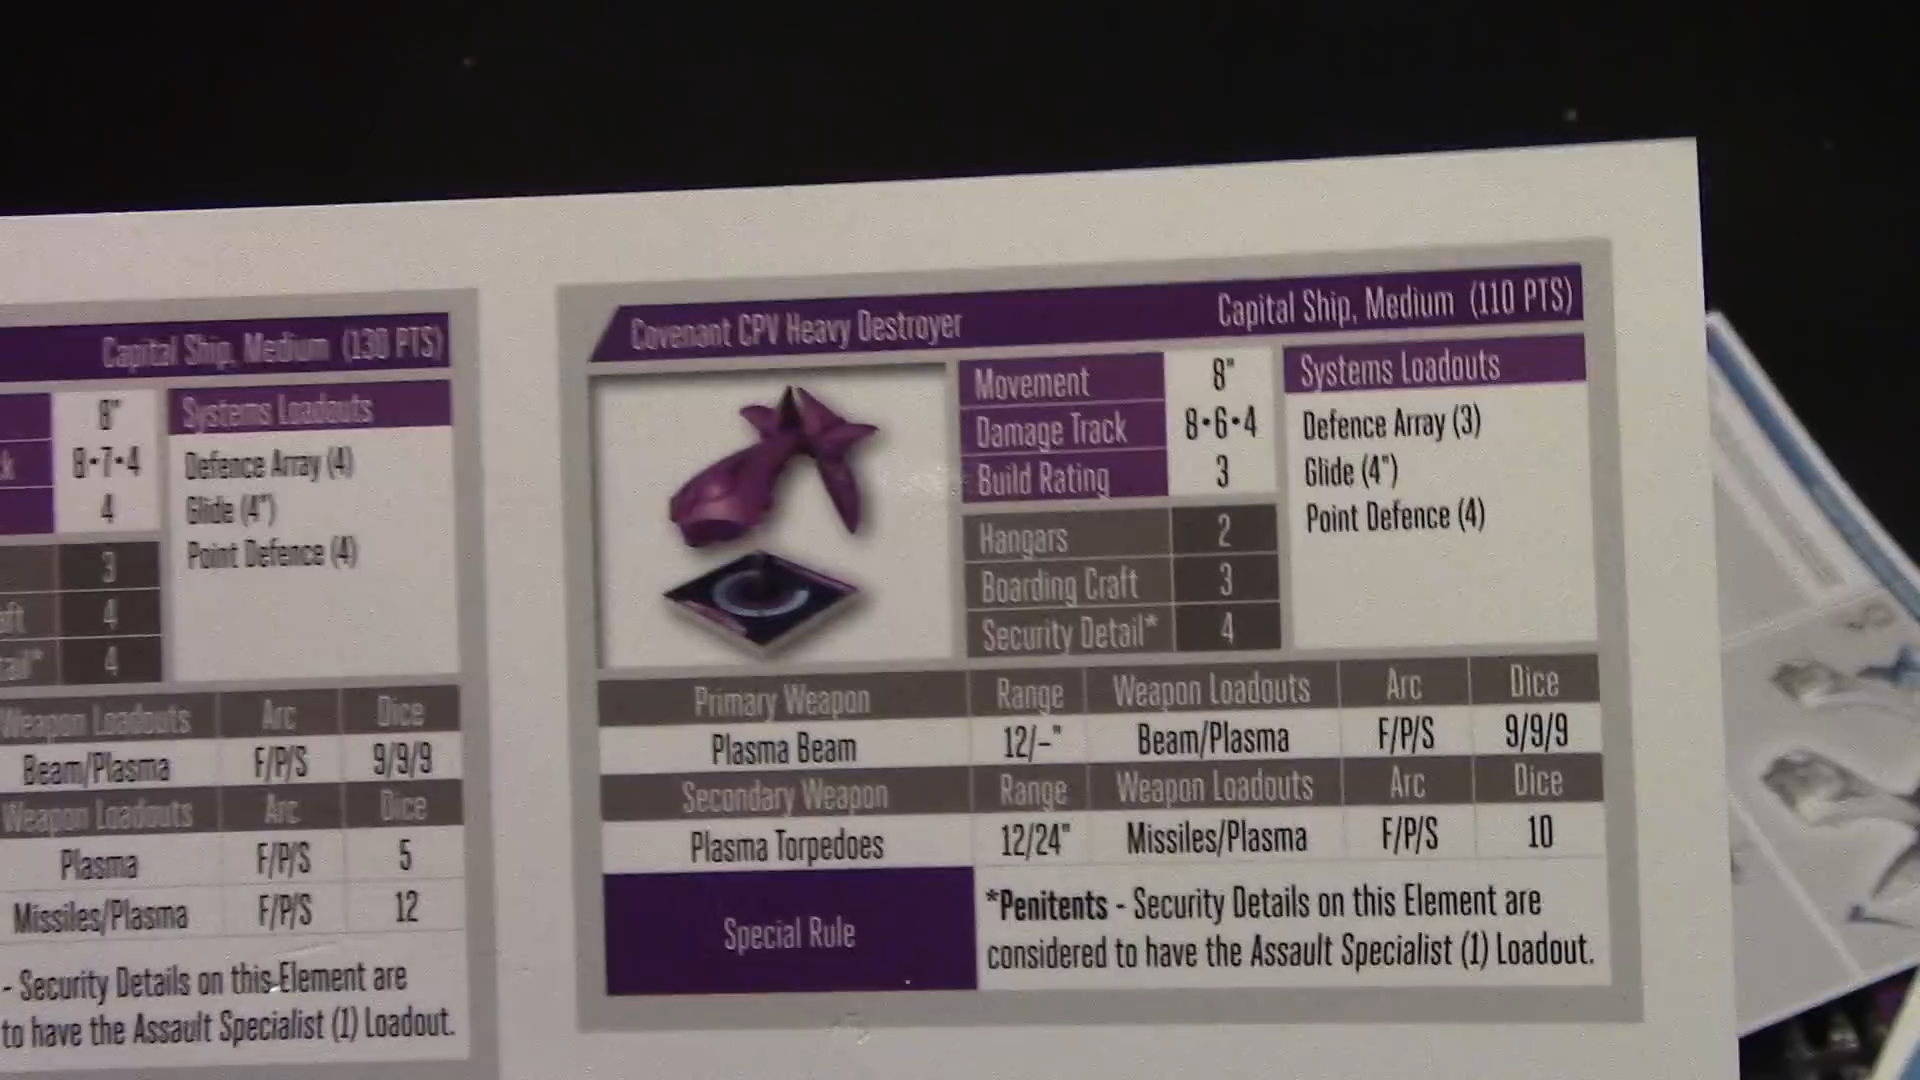 Capital Ship, Medium (130 PTS)
8"
Systems Loadouts
8•7•4
Defence Array (4)
4
Glide (4")
3
Point Defence (4)
4
4
Weapon Loadouts Arc Dice
Beam/Plasma F/P/S 9/9/9
Weapon Loadouts Arc Dice
Plasma F/P/S 5
Missiles/Plasma F/P/S 12
- Security Details on this Element are
to have the Assault Specialist (1) Loadout.
Covenant CPV Heavy Destroyer Capital Ship, Medium (110 PTS)
Movement 8"
Damage Track 8•6•4
Build Rating 3
Hangars 2
Boarding Craft 3
Security Detail* 4
Systems Loadouts
Defence Array (3)
Glide (4")
Point Defence (4)
Primary Weapon Range Weapon Loadouts Arc Dice
Plasma Beam 12/–" Beam/Plasma F/P/S 9/9/9
Secondary Weapon Range Weapon Loadouts Arc Dice
Plasma Torpedoes 12/24" Missiles/Plasma F/P/S 10
Special Rule
*Penitents - Security Details on this Element are
considered to have the Assault Specialist (1) Loadout.